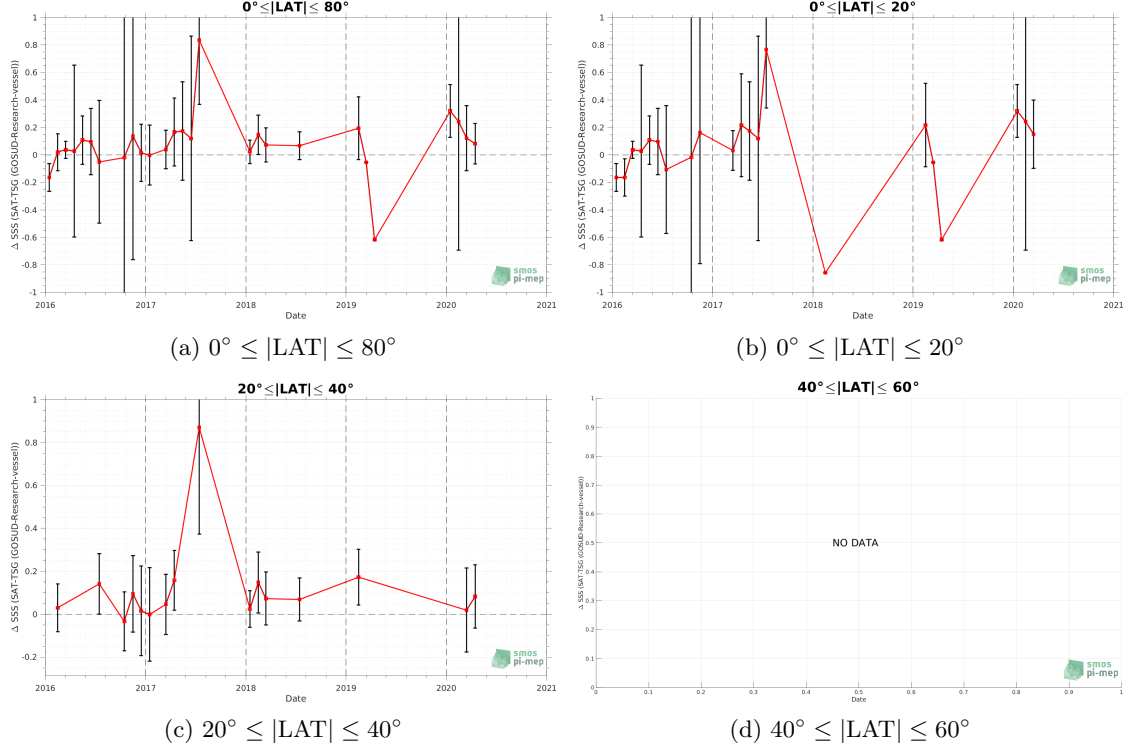 0°≤|LAT|≤ 80°
1
0.8
0.6
0.4
0.2
0
-0.2
-0.4
-0.6
-0.8
-1
Δ SSS (SAT-TSG (GOSUD-Research-vessel))
2016 2017 2018 2019 2020 2021
Date
smos
pi-mep
(a) 0° ≤ |LAT| ≤ 80°
0°≤|LAT|≤ 20°
1
0.8
0.6
0.4
0.2
0
-0.2
-0.4
-0.6
-0.8
-1
Δ SSS (SAT-TSG (GOSUD-Research-vessel))
2016 2017 2018 2019 2020 2021
Date
smos
pi-mep
(b) 0° ≤ |LAT| ≤ 20°
20°≤|LAT|≤ 40°
1
0.8
0.6
0.4
0.2
0
-0.2
Δ SSS (SAT-TSG (GOSUD-Research-vessel))
2016 2017 2018 2019 2020 2021
Date
smos
pi-mep
(c) 20° ≤ |LAT| ≤ 40°
40°≤|LAT|≤ 60°
1
0.9
0.8
0.7
0.6
0.5
0.4
0.3
0.2
0.1
0
Δ SSS (SAT-TSG (GOSUD-Research-vessel))
NO DATA
0 0.1 0.2 0.3 0.4 0.5 0.6 0.7 0.8 0.9 1
Date
smos
pi-mep
(d) 40° ≤ |LAT| ≤ 60°